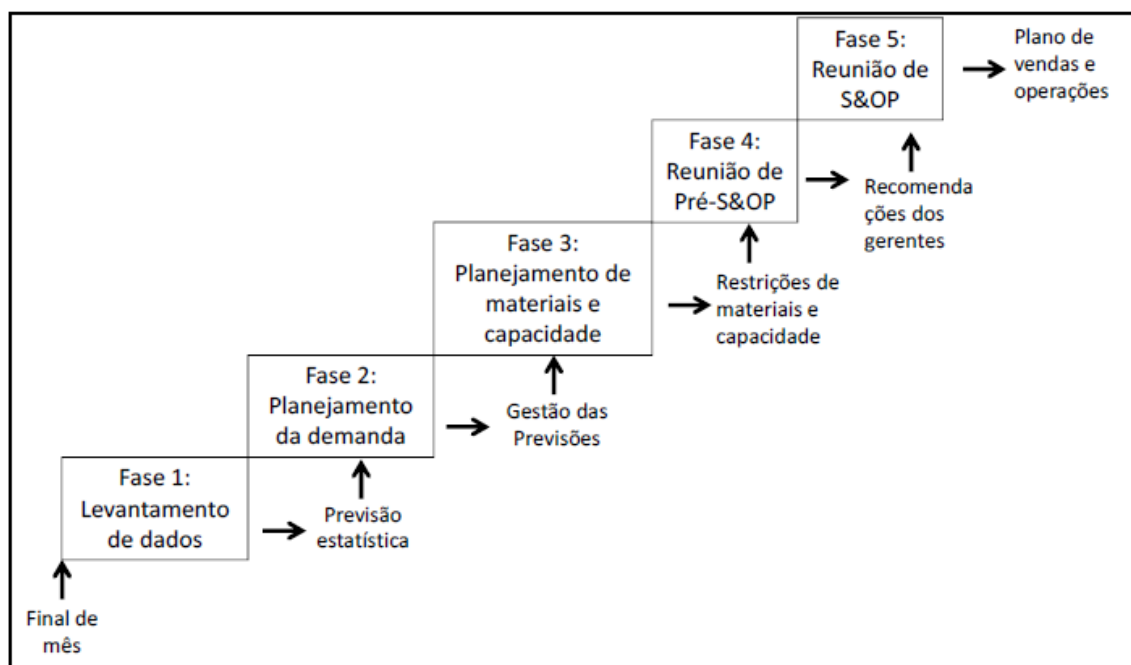 Fase 5:
Reunião de
S&OP
Plano de
vendas e
operações
Fase 4:
Reunião de
Pré-S&OP
Recomenda
ções dos
gerentes
Fase 3:
Planejamento de
materiais e
capacidade
Restrições de
materiais e
capacidade
Fase 2:
Planejamento
da demanda
Gestão das
Previsões
Fase 1:
Levantamento
de dados
Previsão
estatística
Final de
mês